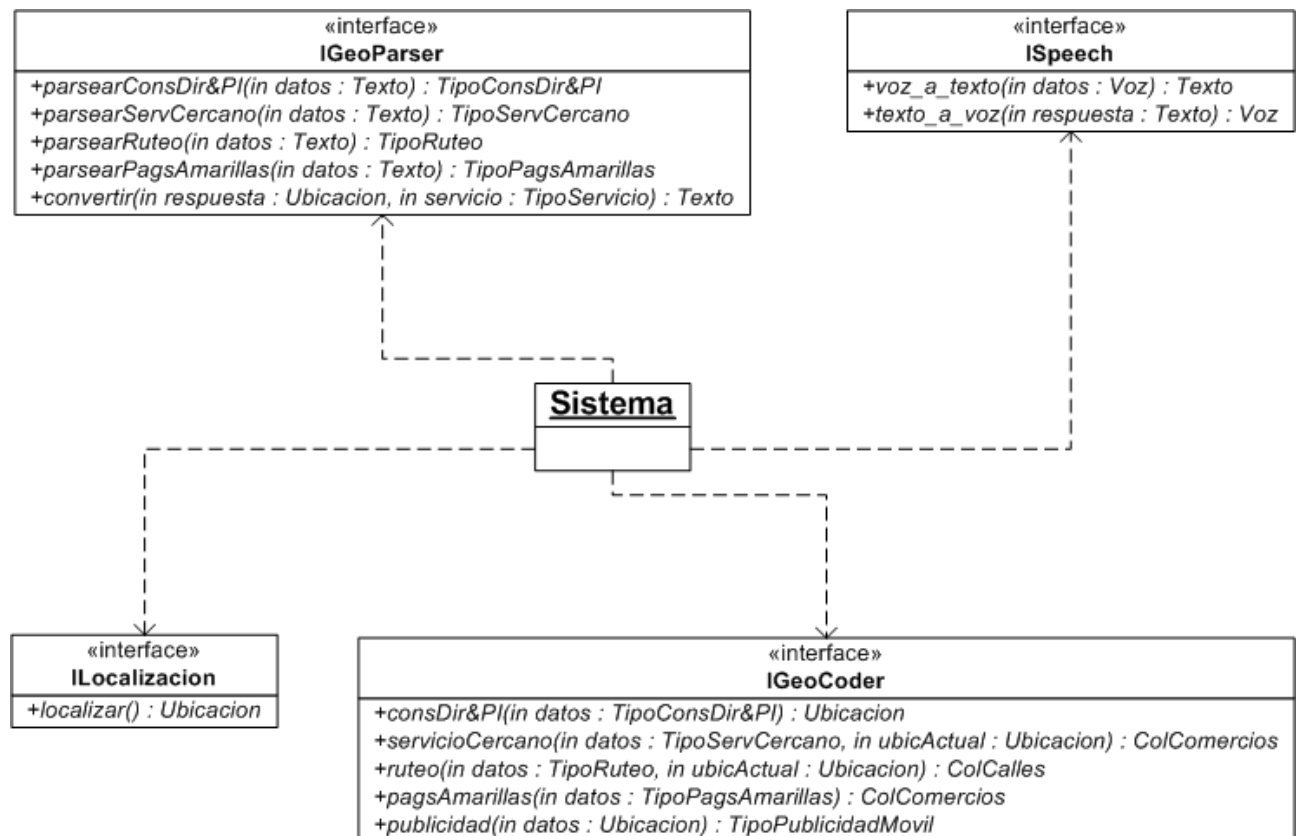 «interface»
IGeoParser
+parsearConsDir&PI(in datos : Texto) : TipoConsDir&PI
+parsearServCercano(in datos : Texto) : TipoServCercano
+parsearRuteo(in datos : Texto) : TipoRuteo
+parsearPagsAmarillas(in datos : Texto) : TipoPagsAmarillas
+convertir(in respuesta : Ubicacion, in servicio : TipoServicio) : Texto
«interface»
ISpeech
+voz_a_texto(in datos : Voz) : Texto
+texto_a_voz(in respuesta : Texto) : Voz
Sistema
«interface»
ILocalizacion
+localizar() : Ubicacion
«interface»
IGeoCoder
+consDir&PI(in datos : TipoConsDir&PI) : Ubicacion
+servicioCercano(in datos : TipoServCercano, in ubicActual : Ubicacion) : ColComercios
+ruteo(in datos : TipoRuteo, in ubicActual : Ubicacion) : ColCalles
+pagsAmarillas(in datos : TipoPagsAmarillas) : ColComercios
+publicidad(in datos : Ubicacion) : TipoPublicidadMovil